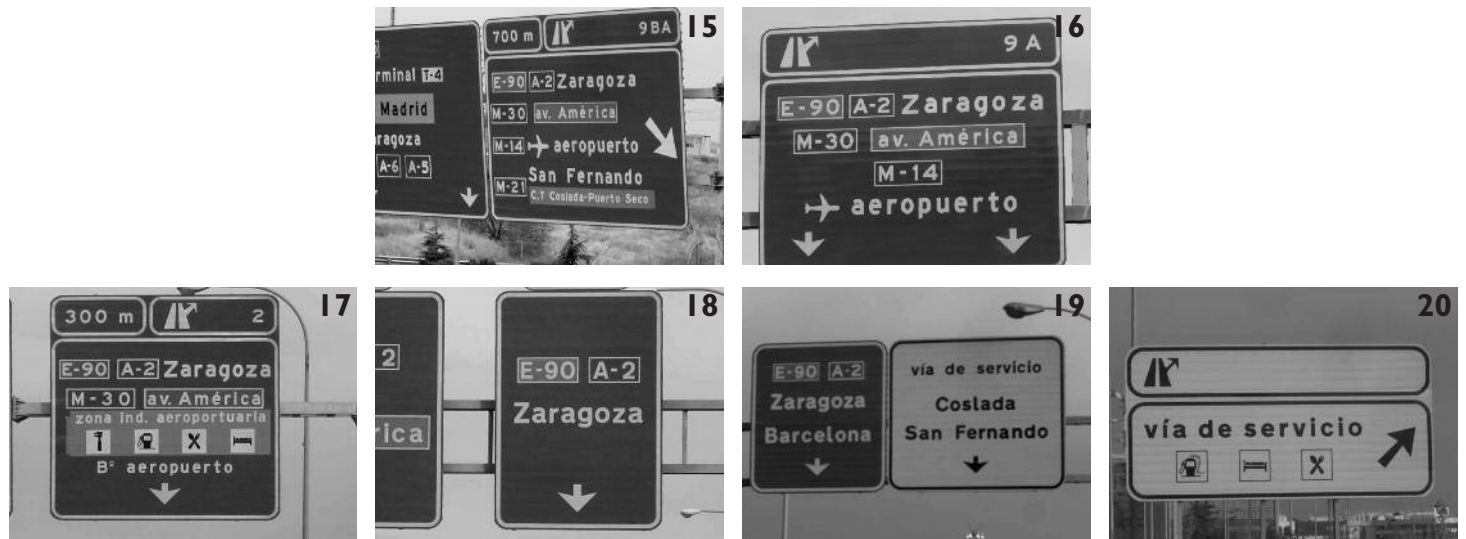 15
rminal T-4
Madrid
ragoza
A-6 A-5
700 m 9BA
E-90 A-2 Zaragoza
M-30 av. América
M-14 aeropuerto
San Fernando
M-21 C.T Coslada-Puerto Seco
16
9 A
E-90 A-2 Zaragoza
M-30 av. América
M-14
aeropuerto
17
300 m 2
E-90 A-2 Zaragoza
M-30 av. América
zona ind. aeroportuaria
Bº aeropuerto
18
2
rica
E-90 A-2
Zaragoza
19
E-90 A-2
Zaragoza
Barcelona
vía de servicio
Coslada
San Fernando
20
vía de servicio